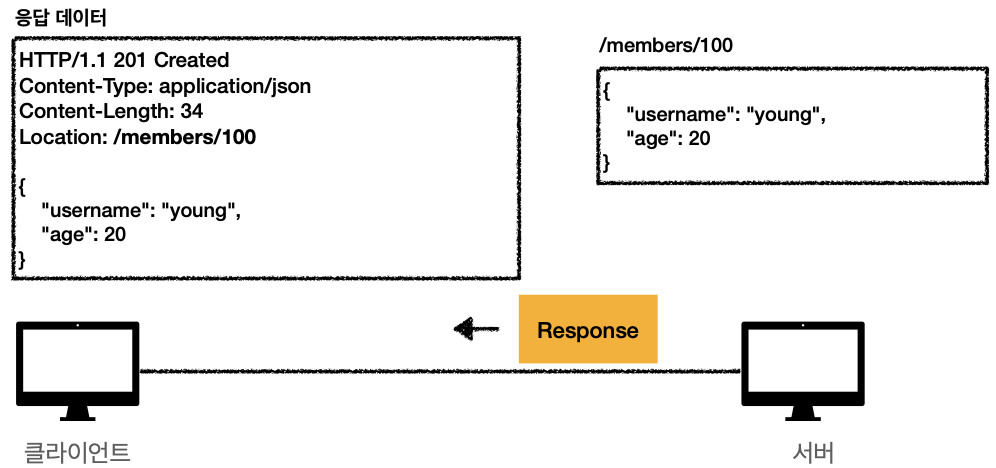 응답 데이터
HTTP/1.1 201 Created
Content-Type: application/json
Content-Length: 34
Location: /members/100
{
"username": "young",
"age": 20
}
/members/100
{
"username": "young",
"age": 20
}
Response
클라이언트
서버